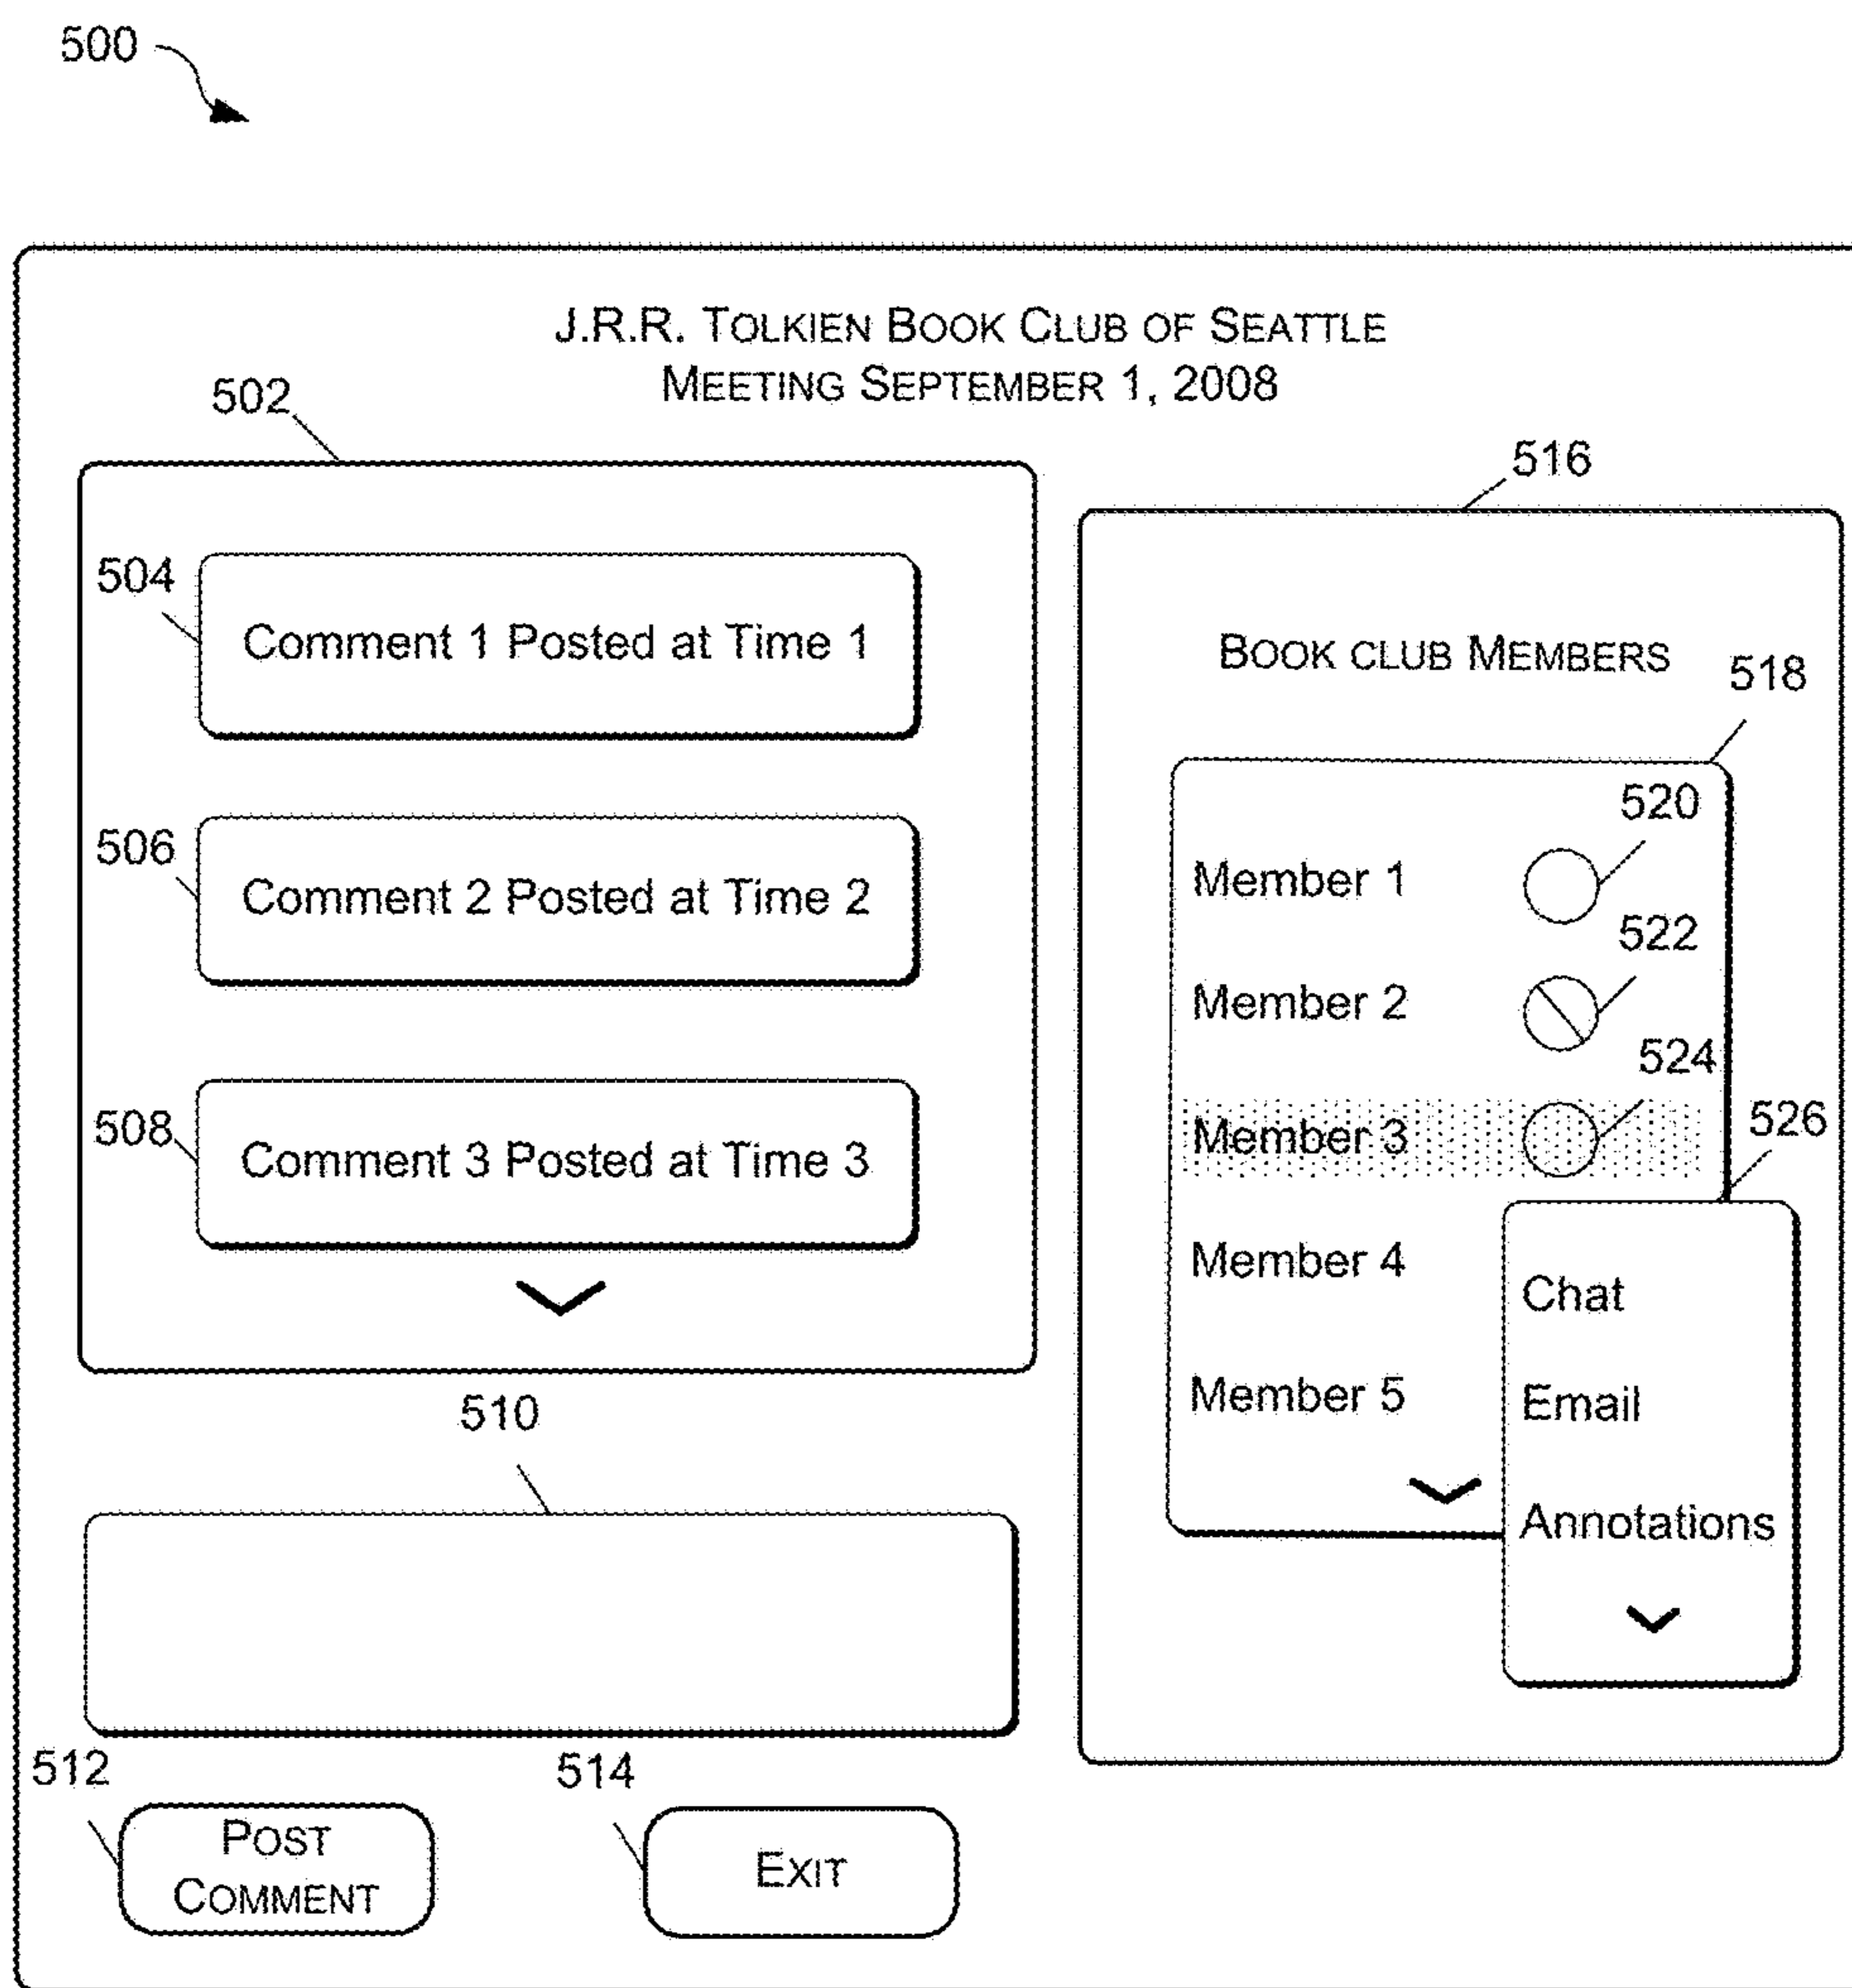 500
J.R.R. TOLKIEN BOOK CLUB OF SEATTLE
MEETING SEPTEMBER 1, 2008
502
504
Comment 1 Posted at Time 1
506
Comment 2 Posted at Time 2
508
Comment 3 Posted at Time 3
510
512
POST
COMMENT
514
EXIT
516
BOOK CLUB MEMBERS
518
520
Member 1
522
Member 2
524
Member 3
526
Member 4
Member 5
Chat
Email
Annotations